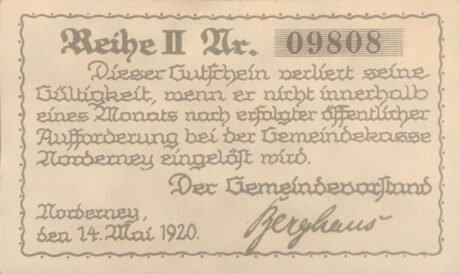 Reihe II Nr. 09808
Dieser Gutschein verliert seine
Gültigkeit, wenn er nicht innerhalb
eines Monats nach erfolgter öffentlicher
Aufforderung bei der Gemeindekasse
Norderney eingelöst wird.
Der Gemeindevorstand
Norderney,
den 14. Mai 1920.
Berghaus